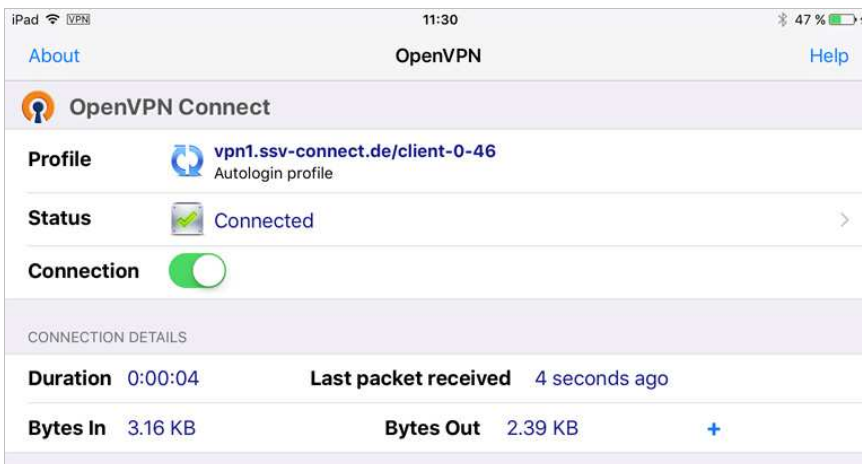 iPad VPN 11:30 47 %
About OpenVPN Help
OpenVPN Connect
Profile vpn1.ssv-connect.de/client-0-46
Autologin profile
Status Connected
Connection
CONNECTION DETAILS
Duration 0:00:04 Last packet received 4 seconds ago
Bytes In 3.16 KB Bytes Out 2.39 KB +